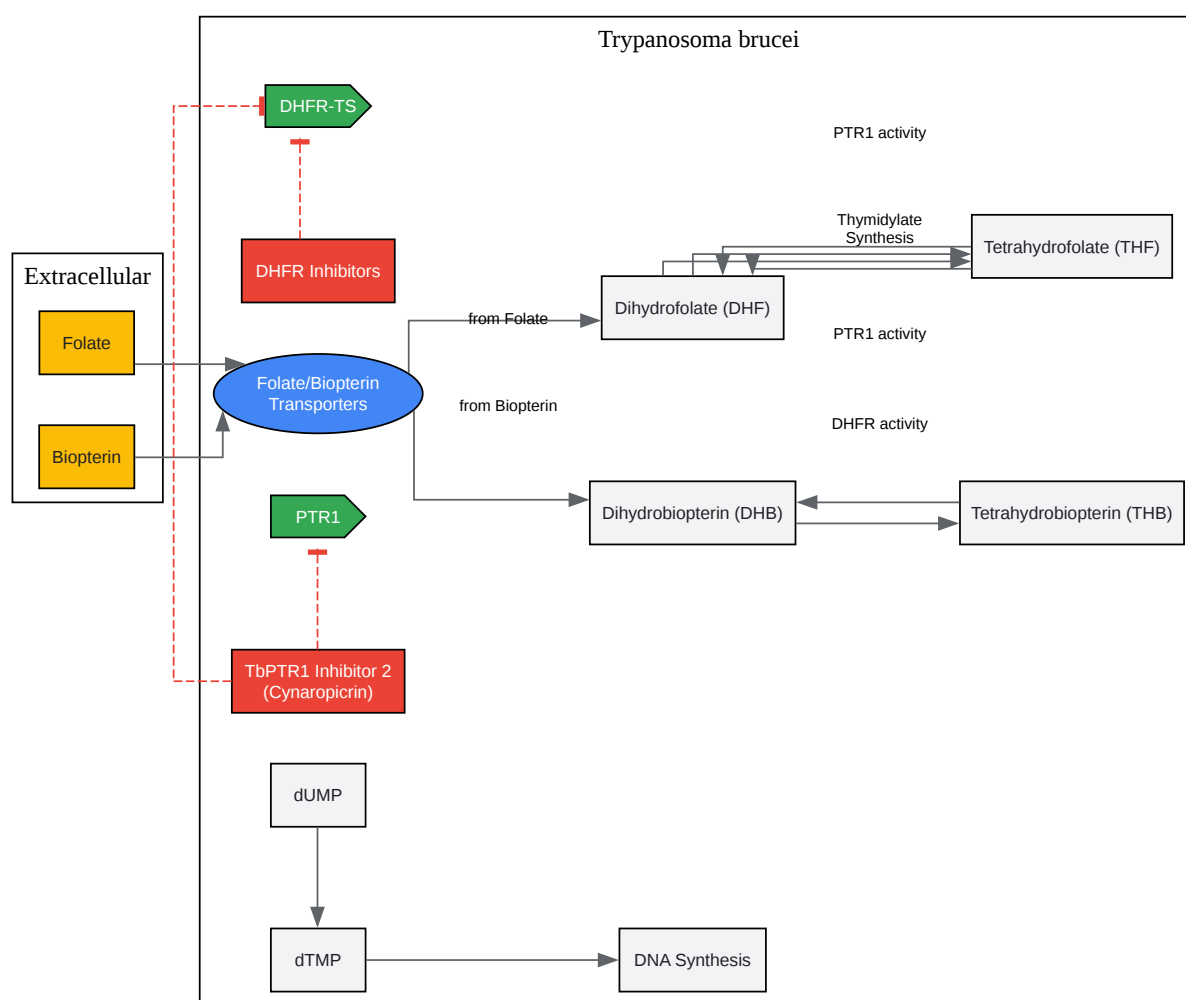 Trypanosoma brucei
DHFR-TS
PTR1 activity
Thymidylate
Synthesis
Tetrahydrofolate (THF)
DHFR Inhibitors
Extracellular
Folate
Dihydrofolate (DHF)
from Folate
PTR1 activity
Folate/Biopterin
Transporters
from Biopterin
DHFR activity
Biopterin
PTR1
Dihydrobiopterin (DHB)
Tetrahydrobiopterin (THB)
TbPTR1 Inhibitor 2
(Cynaropicrin)
dUMP
dTMP
DNA Synthesis